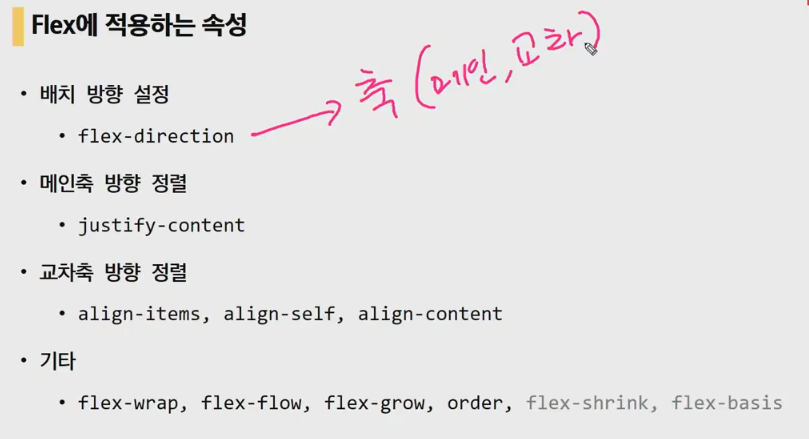 Flex에 적용하는 속성
축 (메인, 교차)
• 배치 방향 설정
• flex-direction
• 메인축 방향 정렬
• justify-content
• 교차축 방향 정렬
• align-items, align-self, align-content
• 기타
• flex-wrap, flex-flow, flex-grow, order, flex-shrink, flex-basis